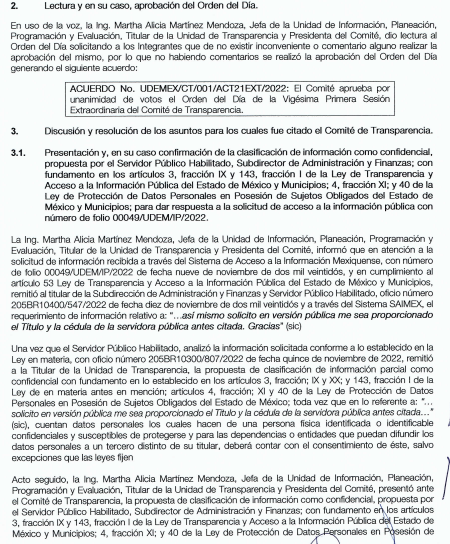 2. Lectura y en su caso, aprobación del Orden del Día.
En uso de la voz, la Ing. Martha Alicia Martínez Mendoza, Jefa de la Unidad de Información, Planeación,
Programación y Evaluación, Titular de la Unidad de Transparencia y Presidenta del Comité, dio lectura al
Orden del Día solicitando a los Integrantes que de no existir inconveniente o comentario alguno realizar la
aprobación del mismo, por lo que no habiendo comentarios se realizó la aprobación del Orden del Día
generando el siguiente acuerdo:
ACUERDO No. UDEMEX/CT/001/ACT21EXT/2022: El Comité aprueba por
unanimidad de votos el Orden del Día de la Vigésima Primera Sesión
Extraordinaria del Comité de Transparencia.
3. Discusión y resolución de los asuntos para los cuales fue citado el Comité de Transparencia.
3.1. Presentación y, en su caso confirmación de la clasificación de información como confidencial,
propuesta por el Servidor Público Habilitado, Subdirector de Administración y Finanzas; con
fundamento en los artículos 3, fracción IX y 143, fracción I de la Ley de Transparencia y
Acceso a la Información Pública del Estado de México y Municipios; 4, fracción XI; y 40 de la
Ley de Protección de Datos Personales en Posesión de Sujetos Obligados del Estado de
México y Municipios; para dar respuesta a la solicitud de acceso a la información pública con
número de folio 00049/UDEMEX/IP/2022.
La Ing. Martha Alicia Martínez Mendoza, Jefa de la Unidad de Información, Planeación, Programación y
Evaluación, Titular de la Unidad de Transparencia y Presidenta del Comité, informó que en atención a la
solicitud de información recibida a través del Sistema de Acceso a la Información Mexiquense, con número
de folio 00049/UDEM/IP/2022 de fecha nueve de noviembre de dos mil veintidós, y en cumplimiento al
artículo 53 Ley de Transparencia y Acceso a la Información Pública del Estado de México y Municipios,
remitió al titular de la Subdirección de Administración y Finanzas y Servidor Público Habilitado, oficio número
205BR10400/547/2022 de fecha diez de noviembre de dos mil veintidós y a través del Sistema SAIMEX, el
requerimiento de información relativo a: "…así mismo solicito en versión pública me sea proporcionado
el Título y la cédula de la servidora pública antes citada. Gracias" (sic)
Una vez que el Servidor Público Habilitado, analizó la información solicitada conforme a lo establecido en la
Ley en materia, con oficio número 205BR10300/807/2022 de fecha quince de noviembre de 2022, remitió
a la Titular de la Unidad de Transparencia, la propuesta de clasificación de información parcial como
confidencial con fundamento en lo establecido en los artículos 3, fracción; IX y XX; y 143, fracción I de la
Ley de en materia antes en mención; artículos 4, fracción, XI y 40 de la Ley de Protección de Datos
Personales en Posesión de Sujetos Obligados del Estado de México; toda vez que en lo referente a: "…
solicito en versión pública me sea proporcionado el Título y la cédula de la servidora pública antes citada…"
(sic), cuentan datos personales los cuales hacen de una persona física identificada o identificable
confidenciales y susceptibles de protegerse y para las dependencias o entidades que puedan difundir los
datos personales a un tercero distinto de su titular, deberá contar con el consentimiento de éste, salvo
excepciones que las leyes fijen
Acto seguido, la Ing. Martha Alicia Martínez Mendoza, Jefa de la Unidad de Información, Planeación,
Programación y Evaluación, Titular de la Unidad de Transparencia y Presidenta del Comité, presentó ante
el Comité de Transparencia, la propuesta de clasificación de información como confidencial, propuesta por
el Servidor Público Habilitado, Subdirector de Administración y Finanzas; con fundamento en los artículos
3, fracción IX y 143, fracción I de la Ley de Transparencia y Acceso a la Información Pública del Estado de
México y Municipios; 4, fracción XI; y 40 de la Ley de Protección de Datos Personales en Posesión de